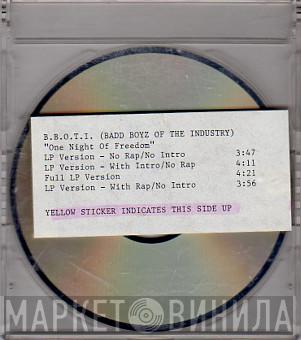 B.B.O.T.I. (BADD BOYZ OF THE INDUSTRY)
"One Night Of Freedom"
LP Version - No Rap/No Intro 3:47
LP Version - With Intro/No Rap 4:11
Full LP Version 4:21
LP Version - With Rap/No Intro 3:56
YELLOW STICKER INDICATES THIS SIDE UP
МАРКЕТ ВИНИЛА